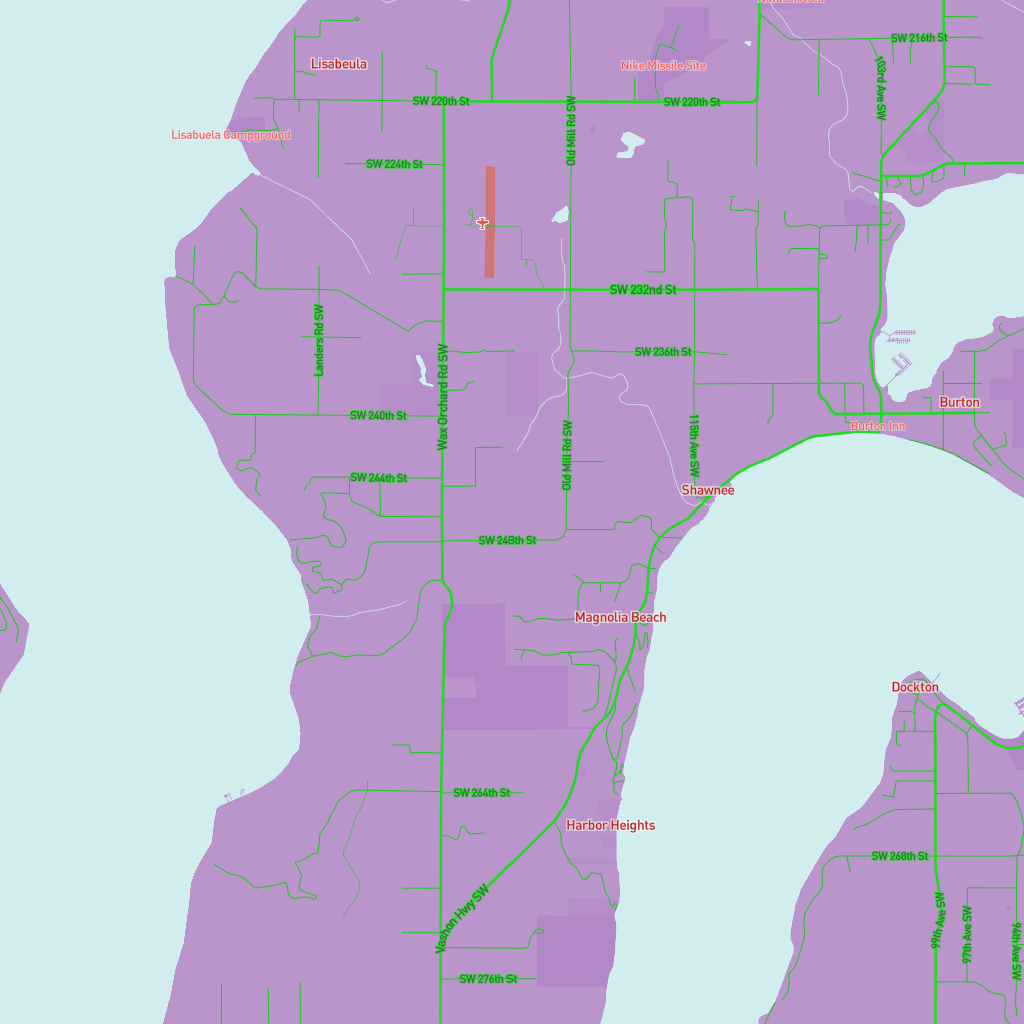 Natural Area
SW 216th St
Lisabeula
Nike Missile Site
103rd Ave SW
SW 220th St
SW 220th St
Old Mill Rd SW
Lisabuela Campground
SW 224th St
SW 232nd St
Landers Rd SW
SW 236th St
Wax Orchard Rd SW
Burton
SW 240th St
Burton Inn
115th Ave SW
Old Mill Rd SW
SW 244th St
Shawnee
SW 248th St
Magnolia Beach
Dockton
SW 264th St
Harbor Heights
SW 268th St
Vashon Hwy SW
99th Ave SW
97th Ave SW
94th Ave SW
SW 276th St